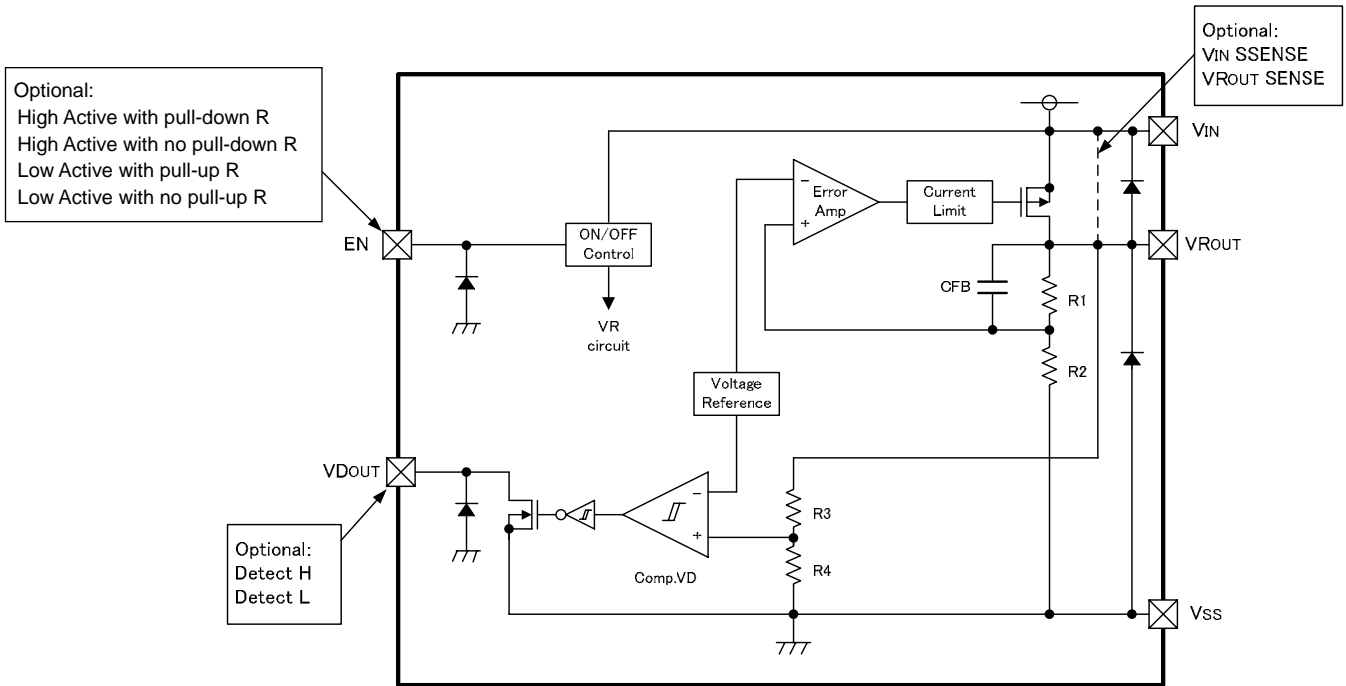 Optional:
VIN SSENSE
VROUT SENSE
Optional:
High Active with pull-down R
High Active with no pull-down R
Low Active with pull-up R
Low Active with no pull-up R
VIN
Error
Amp
Current
Limit
EN
ON/OFF
Control
VROUT
CFB
R1
VR
circuit
R2
Voltage
Reference
VDOUT
R3
Optional:
Detect H
Detect L
Comp.VD
R4
VSS
- 
+
-
+